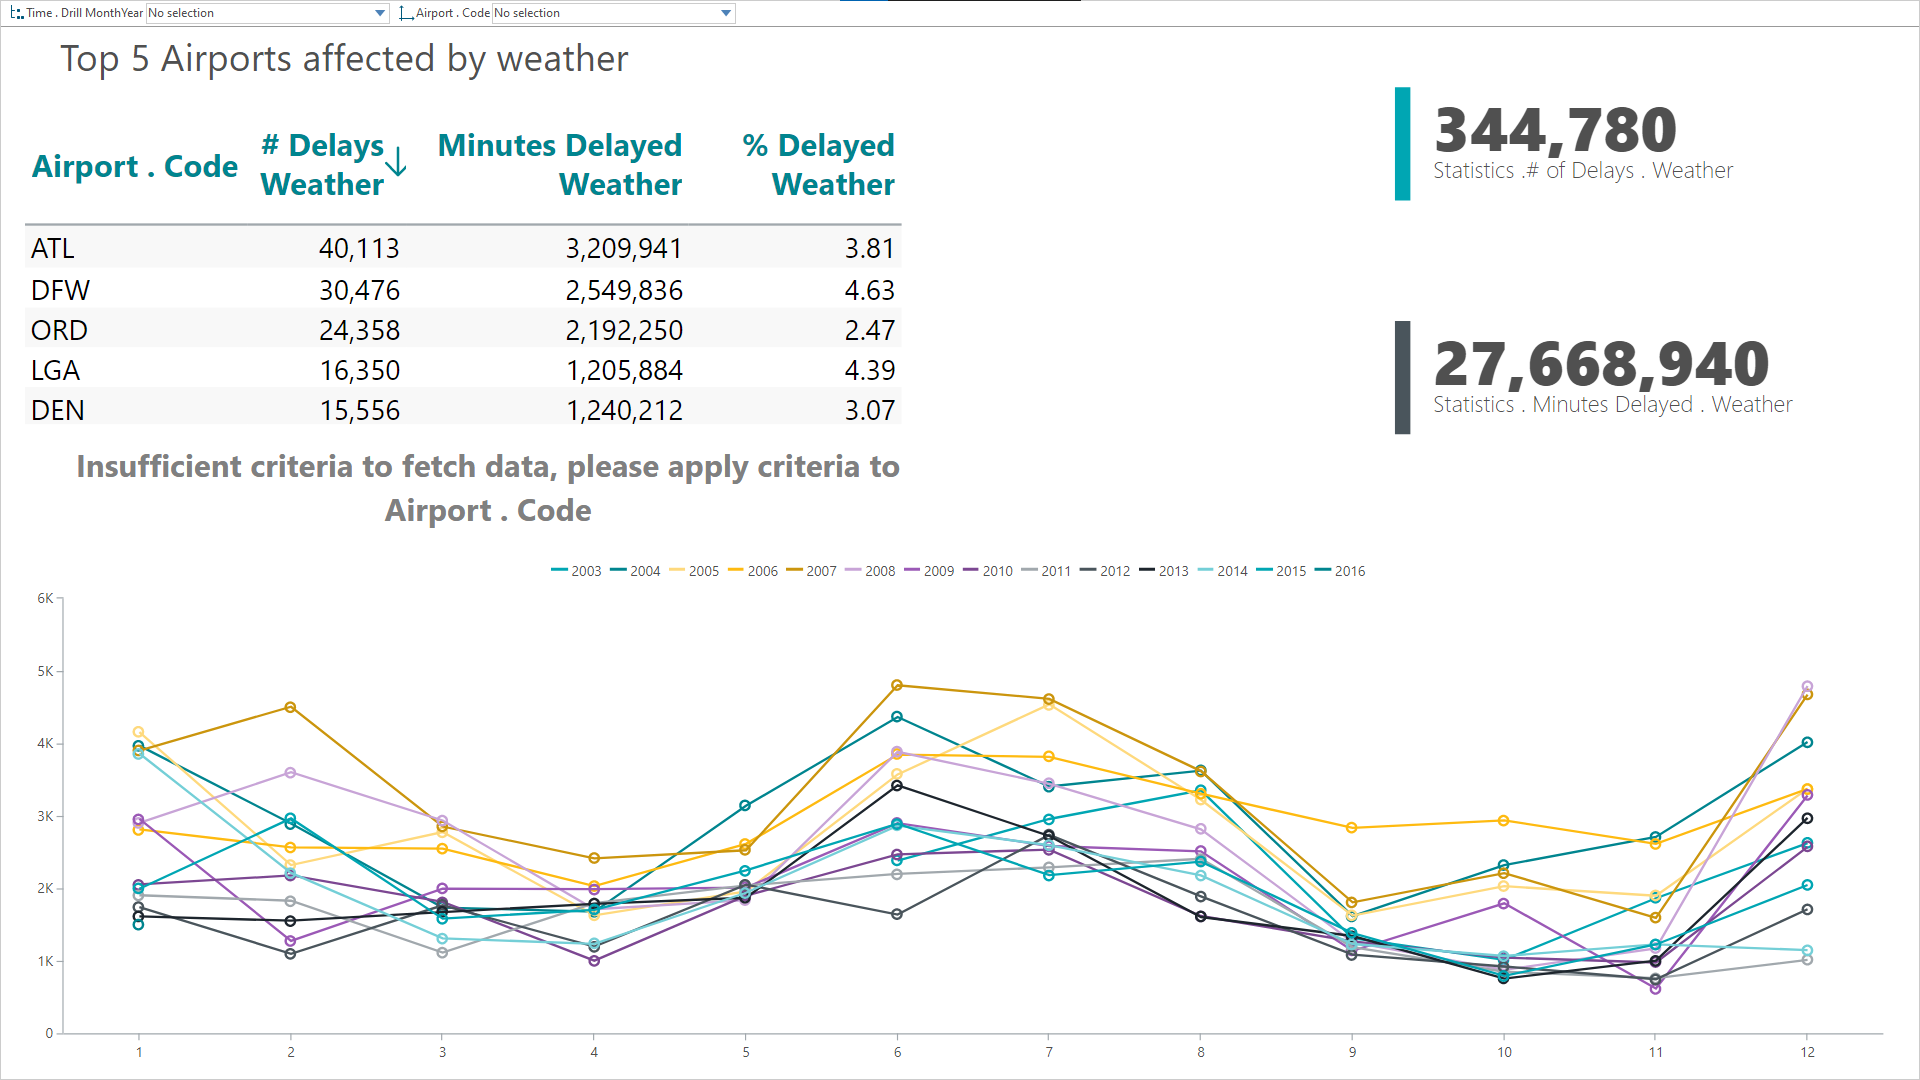 Time . Drill MonthYear No selection Airport . Code No selection
Top 5 Airports affected by weather
Airport . Code # Delays Weather Minutes Delayed Weather % Delayed Weather
ATL 40,113 3,209,941 3.81
DFW 30,476 2,549,836 4.63
ORD 24,358 2,192,250 2.47
LGA 16,350 1,205,884 4.39
DEN 15,556 1,240,212 3.07
344,780
Statistics .# of Delays . Weather
27,668,940
Statistics . Minutes Delayed . Weather
Insufficient criteria to fetch data, please apply criteria to
Airport . Code
2003 2004 2005 2006 2007 2008 2009 2010 2011 2012 2013 2014 2015 2016
6K
5K
4K
3K
2K
1K
0
1 2 3 4 5 6 7 8 9 10 11 12